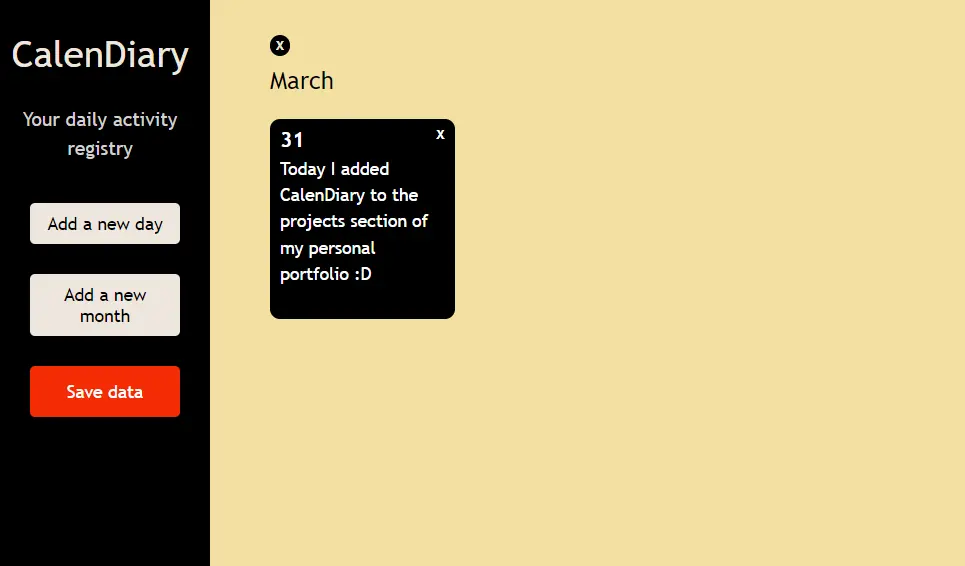 CalenDiary
Your daily activity
registry
Add a new day
Add a new
month
Save data
x
March
31
x
Today I added
CalenDiary to the
projects section of
my personal
portfolio :D